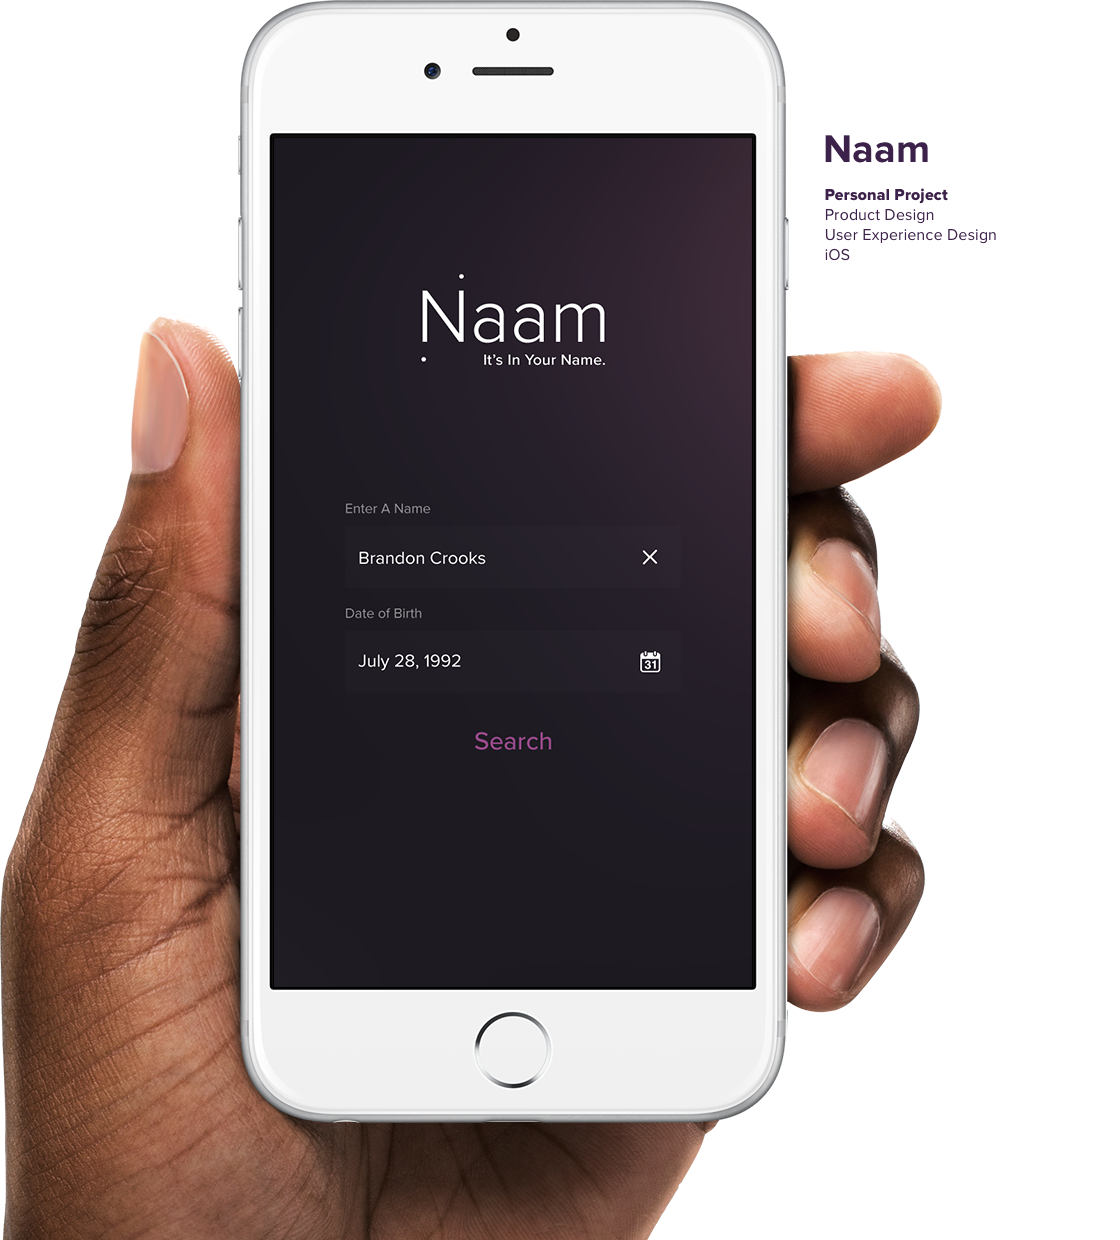 Naam
It's In Your Name.
Enter A Name
Brandon Crooks
Date of Birth
July 28, 1992
31
Search
Naam
Personal Project
Product Design
User Experience Design
iOS